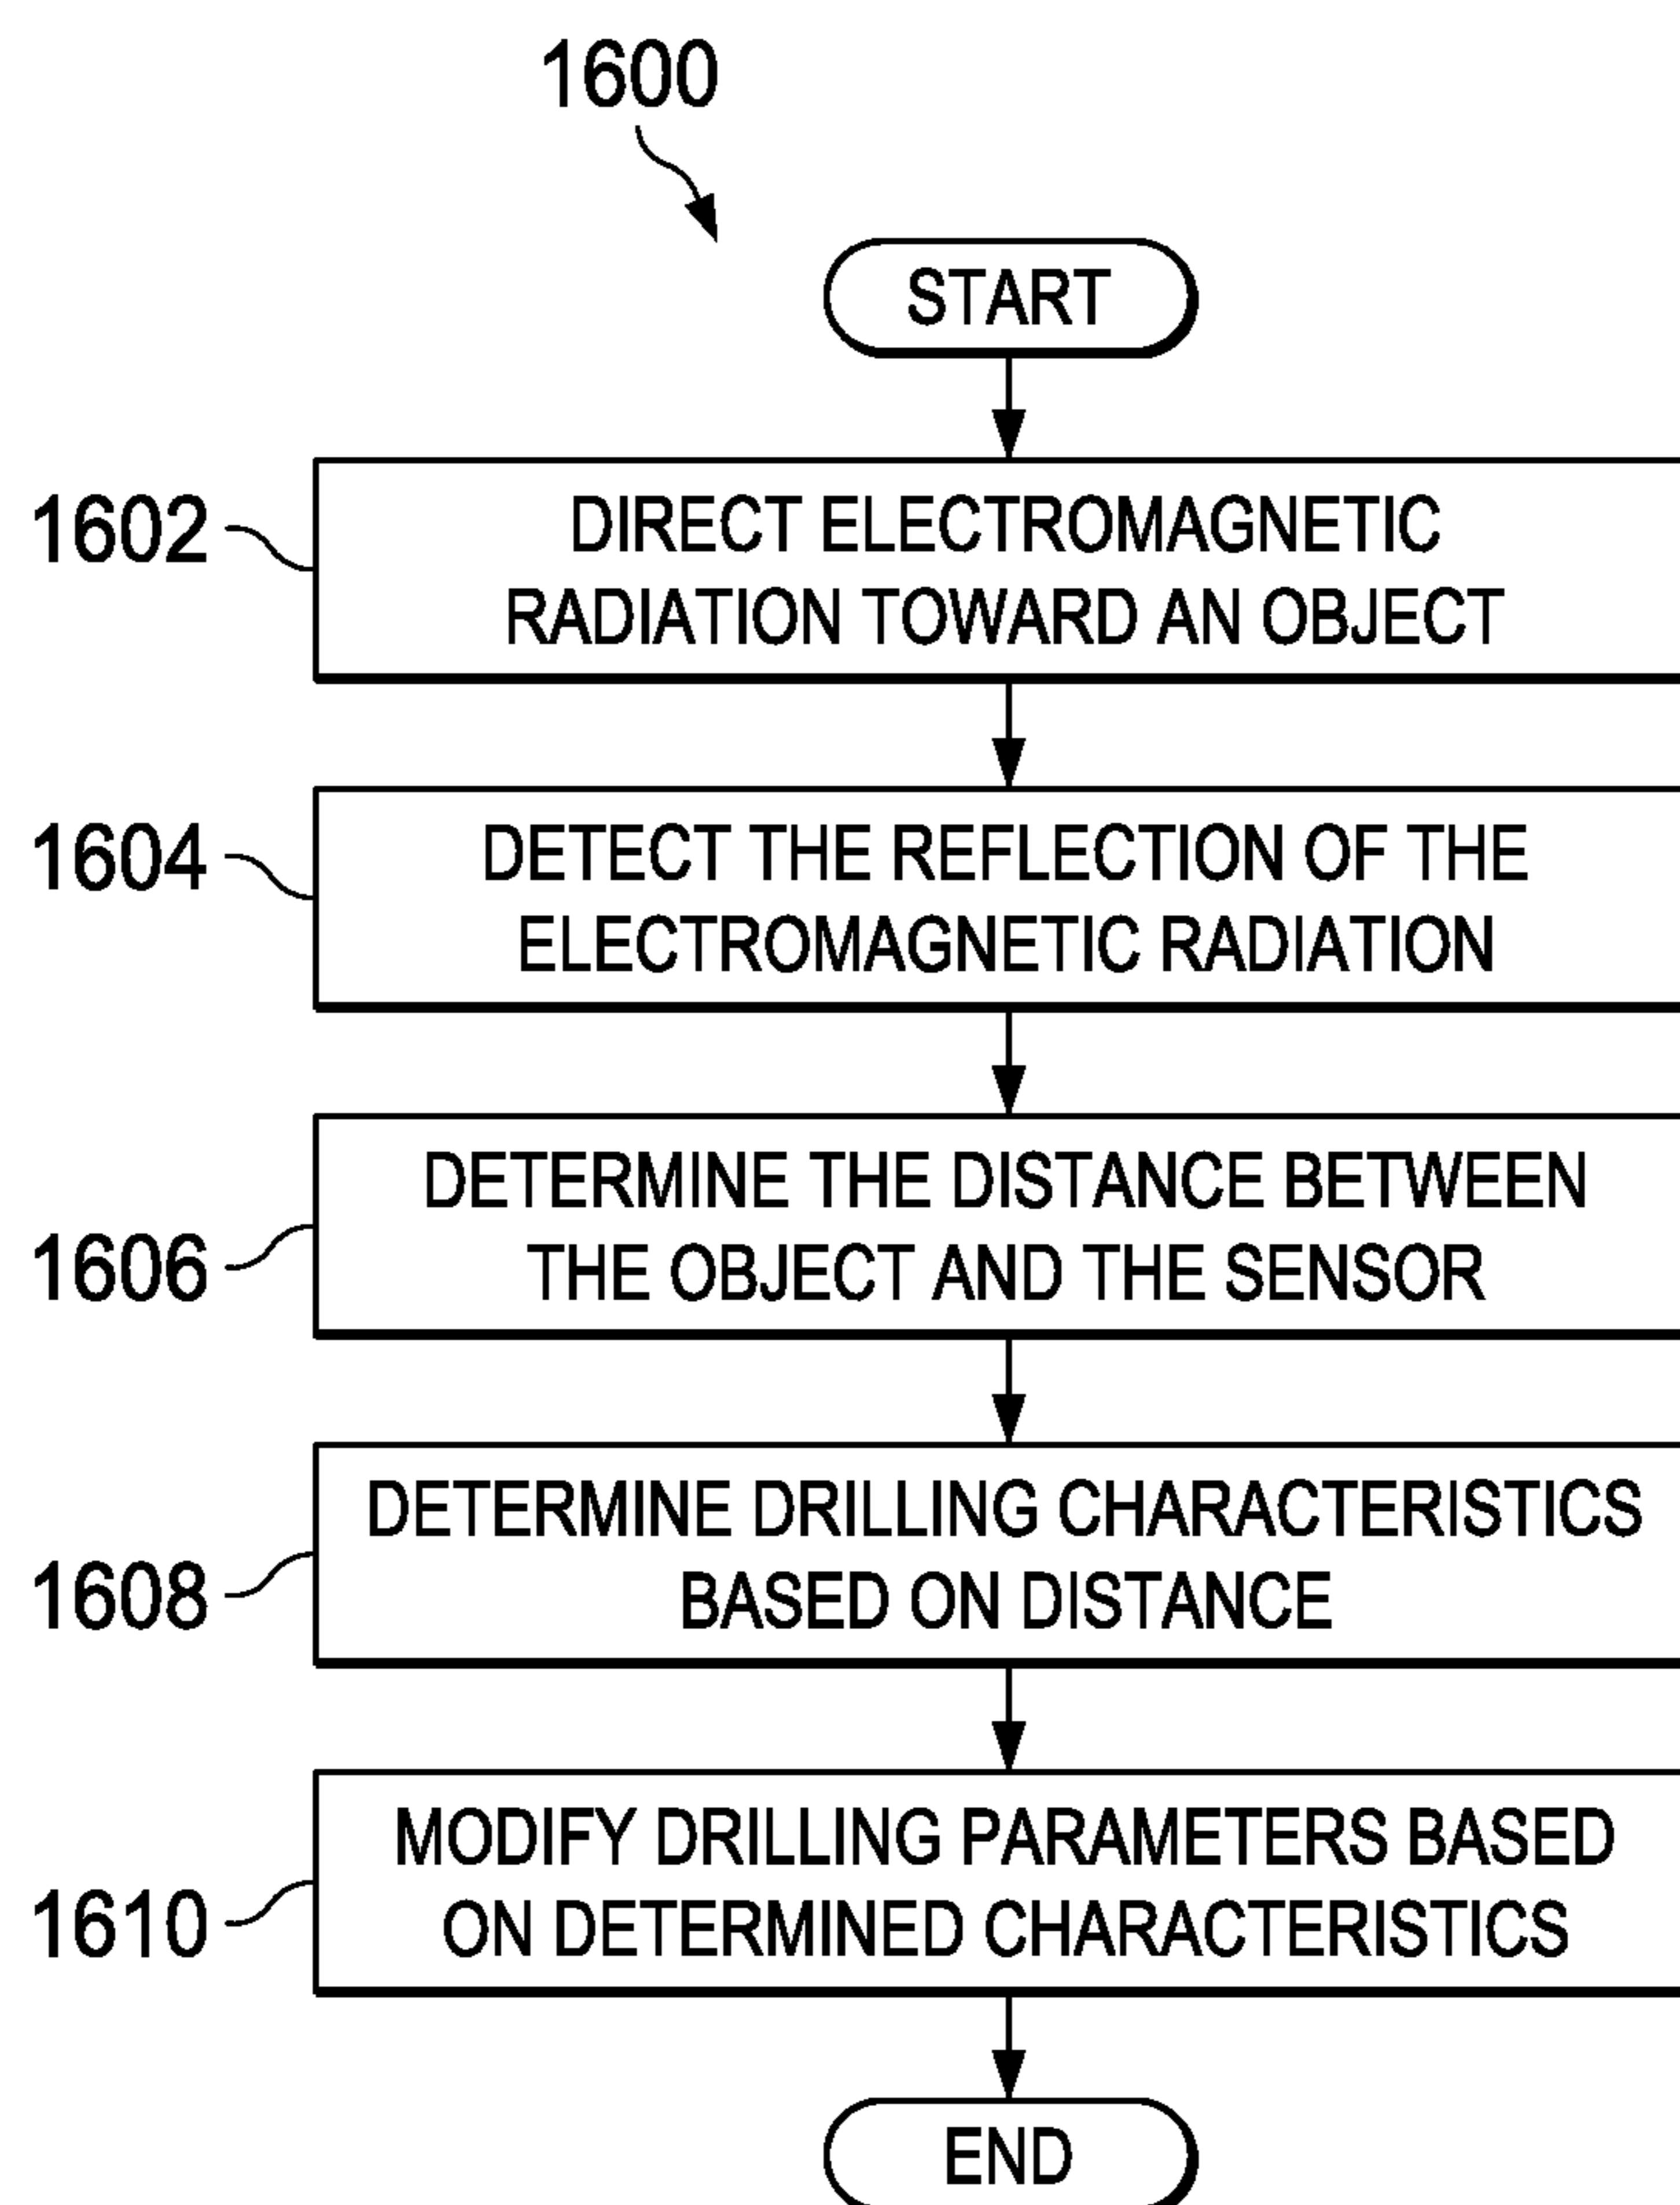 1600
START
1602
DIRECT ELECTROMAGNETIC
RADIATION TOWARD AN OBJECT
1604
DETECT THE REFLECTION OF THE
ELECTROMAGNETIC RADIATION
1606
DETERMINE THE DISTANCE BETWEEN
THE OBJECT AND THE SENSOR
1608
DETERMINE DRILLING CHARACTERISTICS
BASED ON DISTANCE
1610
MODIFY DRILLING PARAMETERS BASED
ON DETERMINED CHARACTERISTICS
END